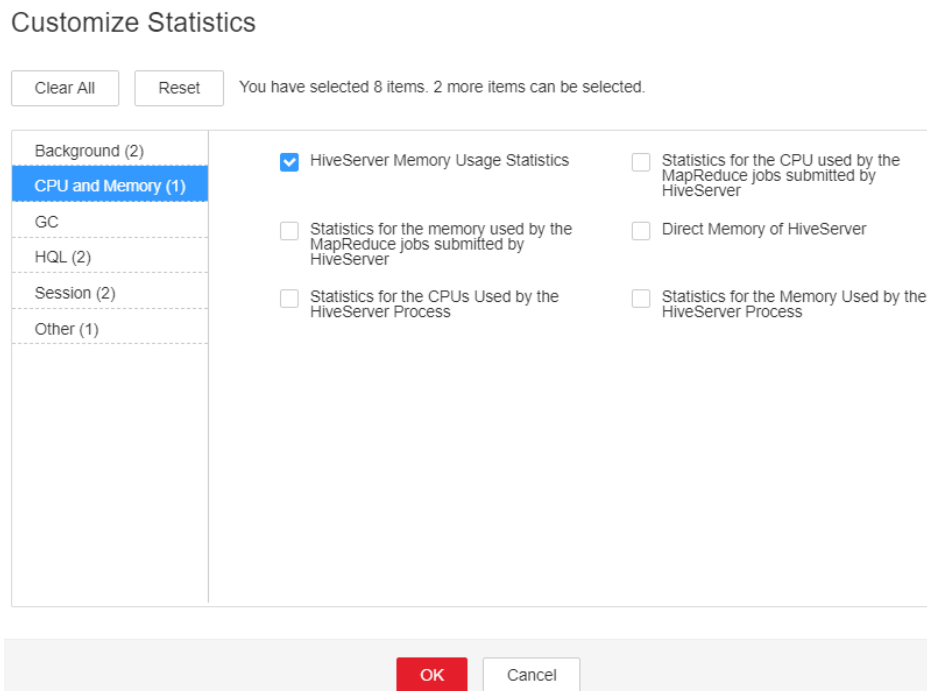 Customize Statistics
Clear All
Reset
You have selected 8 items. 2 more items can be selected.
Background (2)
CPU and Memory (1)
GC
HQL (2)
Session (2)
Other (1)
HiveServer Memory Usage Statistics
Statistics for the CPU used by the
MapReduce jobs submitted by
HiveServer
Statistics for the memory used by the
MapReduce jobs submitted by
HiveServer
Direct Memory of HiveServer
Statistics for the CPUs Used by the
HiveServer Process
Statistics for the Memory Used by the
HiveServer Process
OK
Cancel